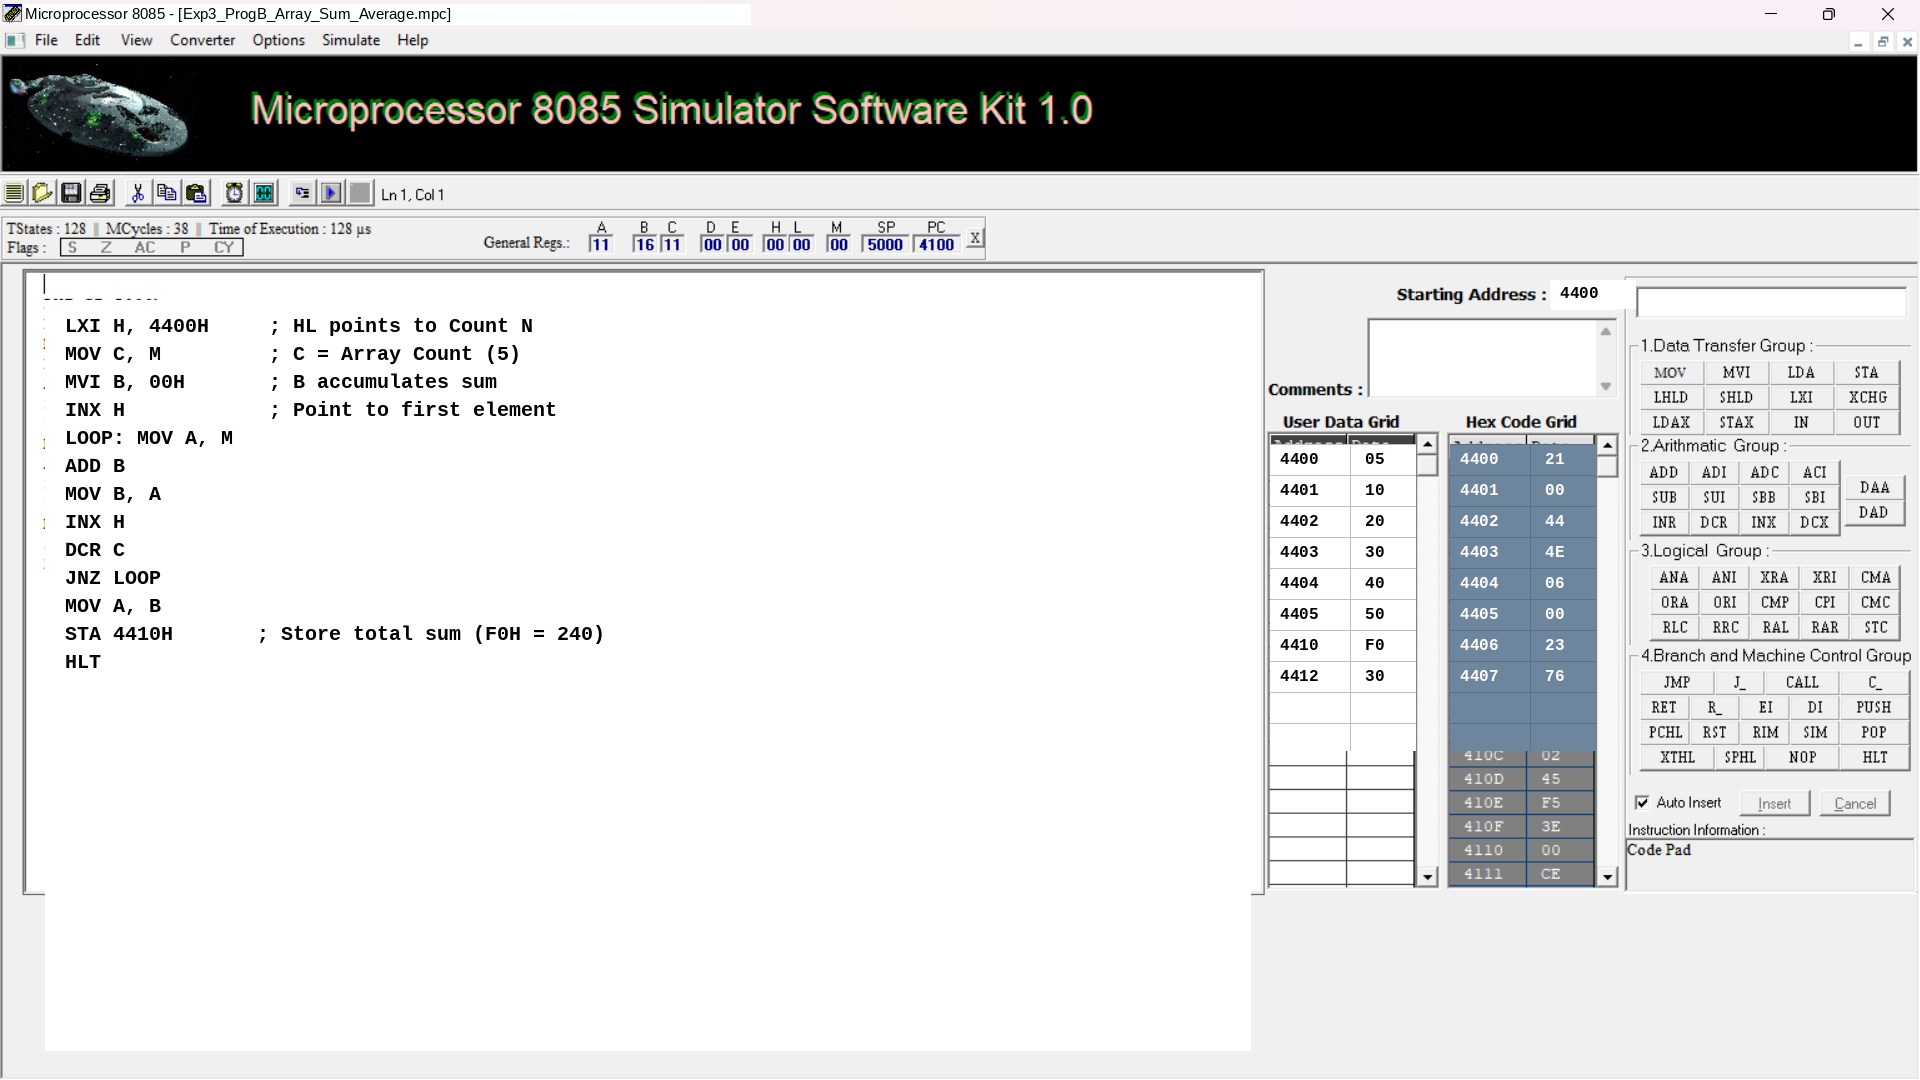 Microprocessor 8085 - [Exp3_ProgB_Array_Sum_Average.mpc]
File Edit View Converter Options Simulate Help
Microprocessor 8085 Simulator Software Kit 1.0
Ln 1, Col 1
TStates : 128 || MCycles : 38 || Time of Execution : 128 µs
Flags : S Z AC P CY
General Regs.:
A B C D E H L M SP PC
11 16 11 00 00 00 00 00 5000 4100 X
LXI H, 4400H ; HL points to Count N
MOV C, M ; C = Array Count (5)
MVI B, 00H ; B accumulates sum
INX H ; Point to first element
LOOP: MOV A, M
ADD B
MOV B, A
INX H
DCR C
JNZ LOOP
MOV A, B
STA 4410H ; Store total sum (F0H = 240)
HLT
Starting Address : 4400
Comments :
User Data Grid
4400 05
4401 10
4402 20
4403 30
4404 40
4405 50
4410 F0
4412 30
Hex Code Grid
4400 21
4401 00
4402 44
4403 4E
4404 06
4405 00
4406 23
4407 76
410C 02
410D 45
410E F5
410F 3E
4110 00
4111 CE
1.Data Transfer Group :
MOV MVI LDA STA
LHLD SHLD LXI XCHG
LDAX STAX IN OUT
2.Arithmatic Group :
ADD ADI ADC ACI
SUB SUI SBB SBI
INR DCR INX DCX
DAA
DAD
3.Logical Group :
ANA ANI XRA XRI CMA
ORA ORI CMP CPI CMC
RLC RRC RAL RAR STC
4.Branch and Machine Control Group
JMP J_ CALL C_
RET R_ EI DI PUSH
PCHL RST RIM SIM POP
XTHL SPHL NOP HLT
Auto Insert Insert Cancel
Instruction Information :
Code Pad